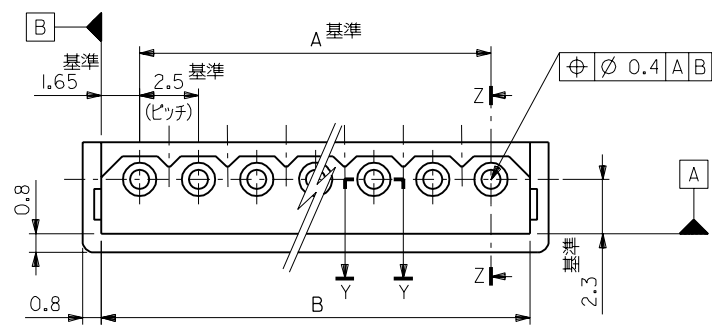 B
A 基準
基準
1.65
2.5 基準
(ピッチ)
Z
⌖ Ø 0.4 A B
A
0.8
基準
2.3
Z
Y Y
0.8
B